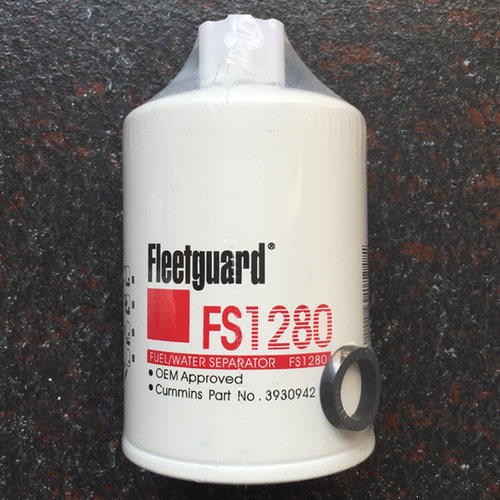 Fleetguard®
FS1280
FUEL/WATER SEPARATOR FS1280
• OEM Approved
• Cummins Part No. 3930942